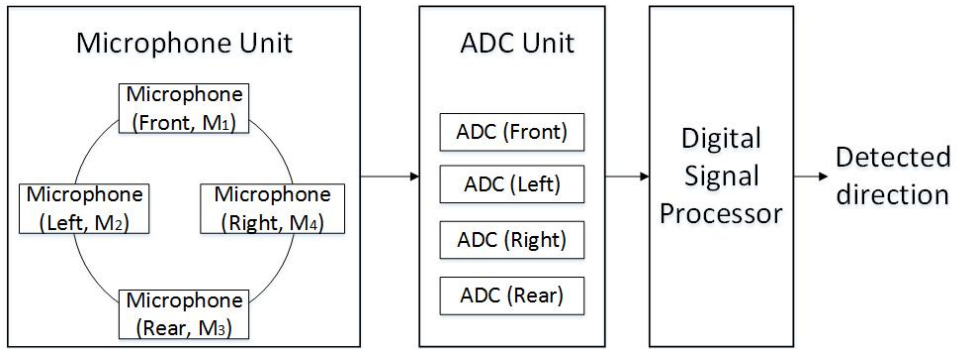 Microphone Unit
Microphone
(Front, M1)
Microphone
(Left, M2)
Microphone
(Right, M4)
Microphone
(Rear, M3)
ADC Unit
ADC (Front)
ADC (Left)
ADC (Right)
ADC (Rear)
Digital
Signal
Processor
Detected
direction